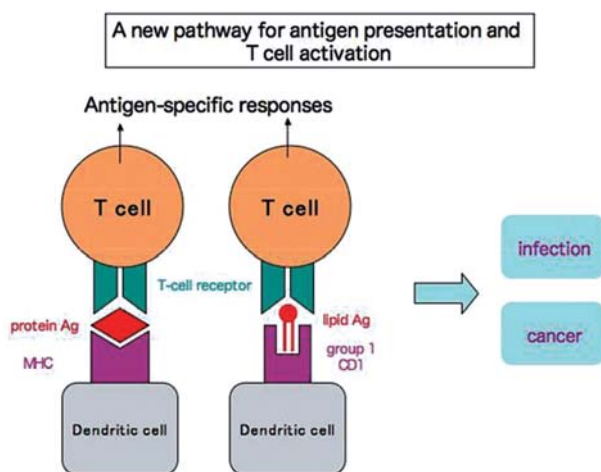 A new pathway for antigen presentation and
T cell activation
Antigen-specific responses
T cell
T cell
T-cell receptor
protein Ag
lipid Ag
MHC
group 1
CD1
Dendritic cell
Dendritic cell
infection
cancer